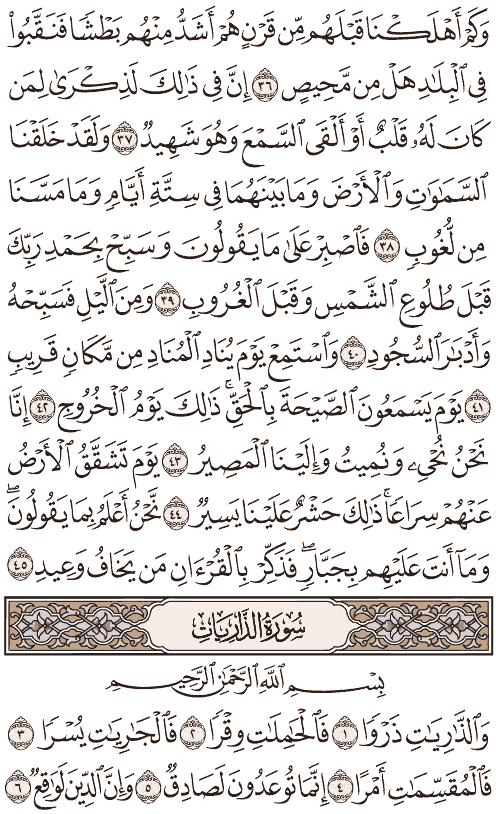 وَكَمْ أَهْلَكْنَا قَبْلَهُم مِّن قَرْنٍ هُمْ أَشَدُّ مِنْهُم بَطْشًا فَنَقَّبُوا۟
فِى ٱلْبِلَٰدِ هَلْ مِن مَّحِيصٍ ٣٦ إِنَّ فِى ذَٰلِكَ لَذِكْرَىٰ لِمَن
كَانَ لَهُۥ قَلْبٌ أَوْ أَلْقَى ٱلسَّمْعَ وَهُوَ شَهِيدٌ ٣٧ وَلَقَدْ خَلَقْنَا
ٱلسَّمَٰوَٰتِ وَٱلْأَرْضَ وَمَا بَيْنَهُمَا فِى سِتَّةِ أَيَّامٍ وَمَا مَسَّنَا
مِن لُّغُوبٍ ٣٨ فَٱصْبِرْ عَلَىٰ مَا يَقُولُونَ وَسَبِّحْ بِحَمْدِ رَبِّكَ
قَبْلَ طُلُوعِ ٱلشَّمْسِ وَقَبْلَ ٱلْغُرُوبِ ٣٩ وَمِنَ ٱلَّيْلِ فَسَبِّحْهُ
وَأَدْبَٰرَ ٱلسُّجُودِ ٤٠ وَٱسْتَمِعْ يَوْمَ يُنَادِ ٱلْمُنَادِ مِن مَّكَانٍ قَرِيبٍ
٤١ يَوْمَ يَسْمَعُونَ ٱلصَّيْحَةَ بِٱلْحَقِّ ۚ ذَٰلِكَ يَوْمُ ٱلْخُرُوجِ ٤٢ إِنَّا
نَحْنُ نُحْىِۦ وَنُمِيتُ وَإِلَيْنَا ٱلْمَصِيرُ ٤٣ يَوْمَ تَشَقَّقُ ٱلْأَرْضُ
عَنْهُمْ سِرَاعًا ۚ ذَٰلِكَ حَشْرٌ عَلَيْنَا يَسِيرٌ ٤٤ نَّحْنُ أَعْلَمُ بِمَا يَقُولُونَ ۖ
وَمَآ أَنتَ عَلَيْهِم بِجَبَّارٍ ۖ فَذَكِّرْ بِٱلْقُرْءَانِ مَن يَخَافُ وَعِيدِ ٤٥
سُورَةُ الذَّارِيَاتِ
بِسْمِ ٱللَّهِ ٱلرَّحْمَٰنِ ٱلرَّحِيمِ
وَٱلذَّٰرِيَٰتِ ذَرْوًا ١ فَٱلْحَٰمِلَٰتِ وِقْرًا ٢ فَٱلْجَٰرِيَٰتِ يُسْرًا ٣
فَٱلْمُقَسِّمَٰتِ أَمْرًا ٤ إِنَّمَا تُوعَدُونَ لَصَادِقٌ ٥ وَإِنَّ ٱلدِّينَ لَوَٰقِعٌ ٦